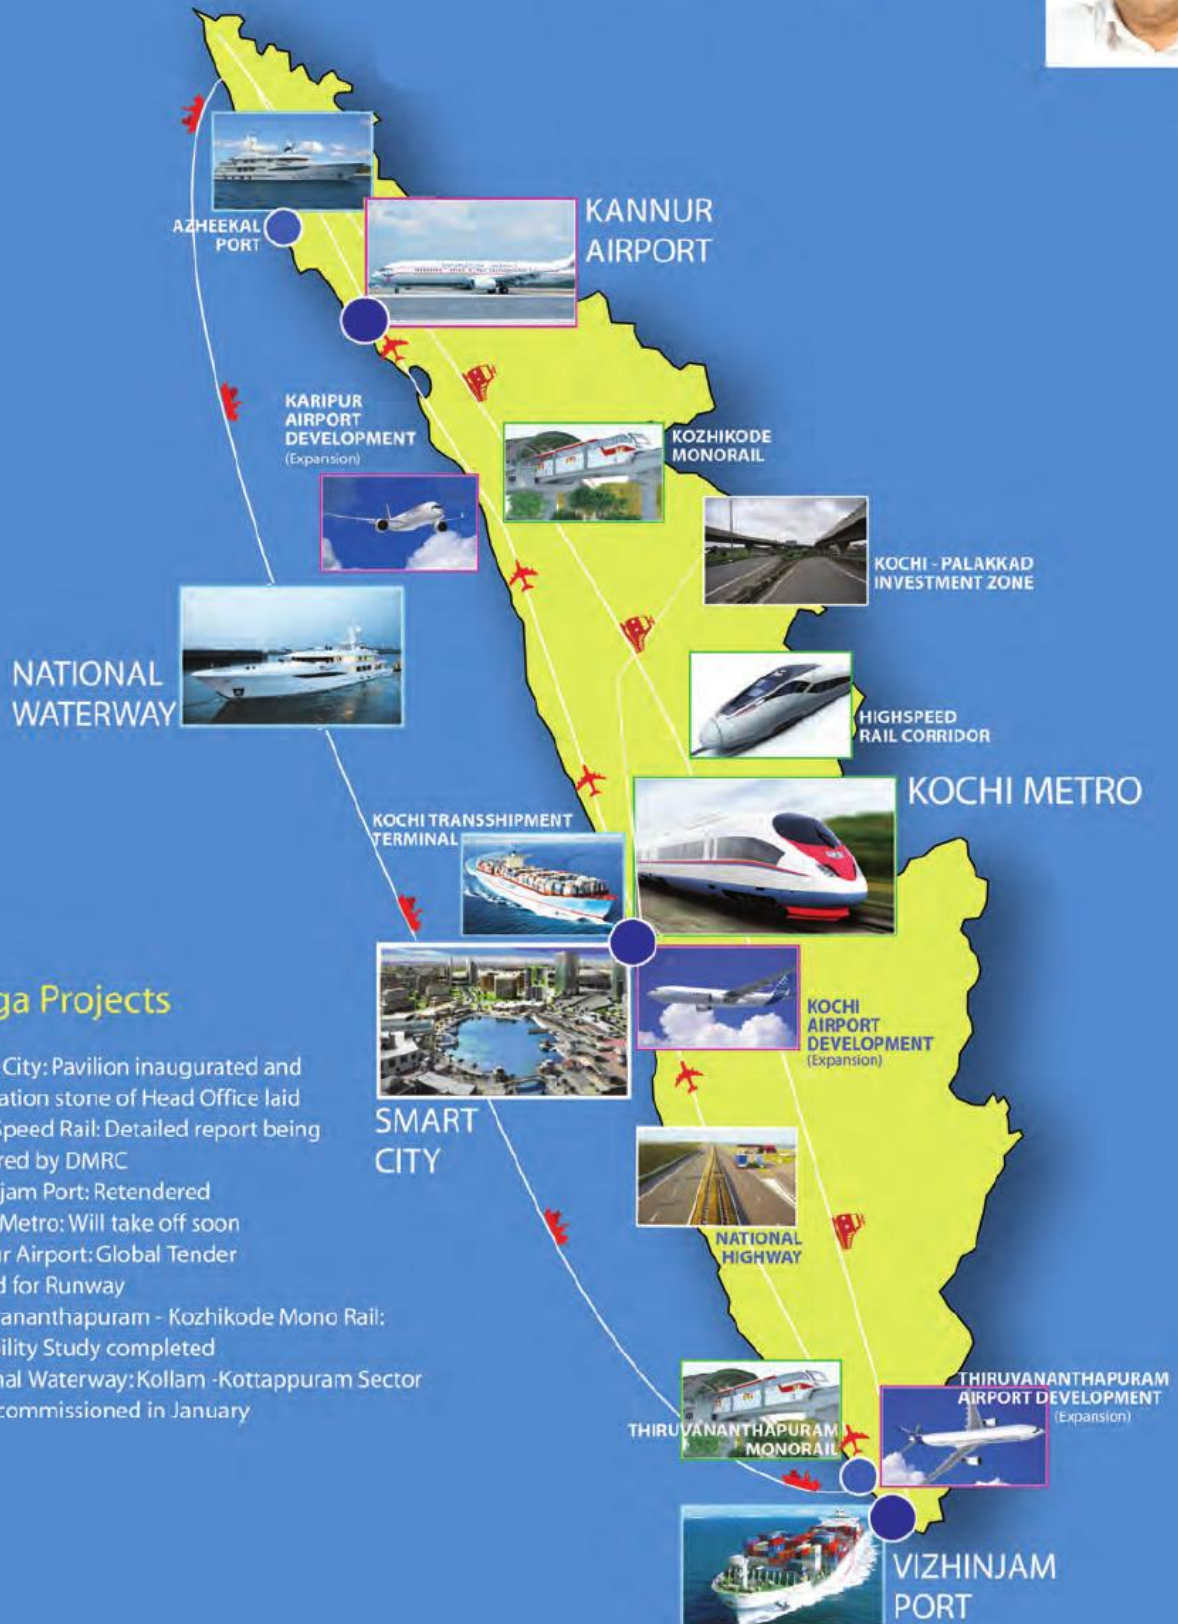 AZHEEKAL
PORT
KANNUR
AIRPORT
KARIPUR
AIRPORT
DEVELOPMENT
(Expansion)
KOZHIKODE
MONORAIL
KOCHI - PALAKKAD
INVESTMENT ZONE
NATIONAL
WATERWAY
HIGHSPEED
RAIL CORRIDOR
KOCHI METRO
KOCHI TRANSSHIPMENT
TERMINAL
KOCHI
AIRPORT
DEVELOPMENT
(Expansion)
SMART
CITY
NATIONAL
HIGHWAY
ga Projects
City: Pavilion inaugurated and
ation stone of Head Office laid
Speed Rail: Detailed report being
red by DMRC
jam Port: Retendered
Metro: Will take off soon
ur Airport: Global Tender
d for Runway
ananthapuram - Kozhikode Mono Rail:
bility Study completed
nal Waterway: Kollam -Kottappuram Sector
commissioned in January
THIRUVANANTHAPURAM
MONORAIL
THIRUVANANTHAPURAM
AIRPORT DEVELOPMENT
(Expansion)
VIZHINJAM
PORT